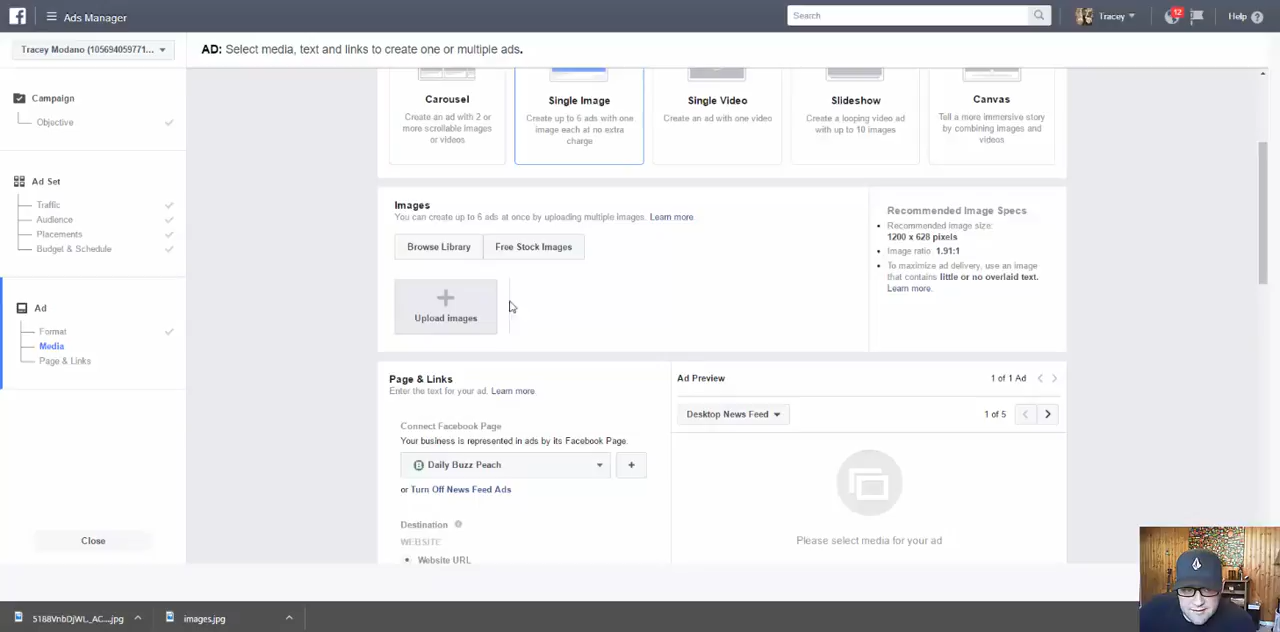 Ads Manager
Search
Tracey
12
Help
Tracey Modano (105694059771...
AD: Select media, text and links to create one or multiple ads.
Campaign
Objective
Ad Set
Traffic
Audience
Placements
Budget & Schedule
Ad
Format
Media
Page & Links
Close
Carousel
Create an ad with 2 or
more scrollable images
or videos
Single Image
Create up to 6 ads with one
image each at no extra
charge
Single Video
Create an ad with one video
Slideshow
Create a looping video ad
with up to 10 images
Canvas
Tell a more immersive story
by combining images and
videos
Images
You can create up to 6 ads at once by uploading multiple images. Learn more.
Browse Library
Free Stock Images
Upload images
Recommended Image Specs
Recommended image size:
1200 x 628 pixels
Image ratio 1.91:1
To maximize ad delivery, use an image
that contains little or no overlaid text.
Learn more.
Page & Links
Enter the text for your ad. Learn more
Connect Facebook Page
Your business is represented in ads by its Facebook Page.
Daily Buzz Peach
or Turn Off News Feed Ads
Destination
WEBSITE
Website URL
Ad Preview
1 of 1 Ad
Desktop News Feed
1 of 5
Please select media for your ad
5188VnbDjWL_AC...jpg
images.jpg